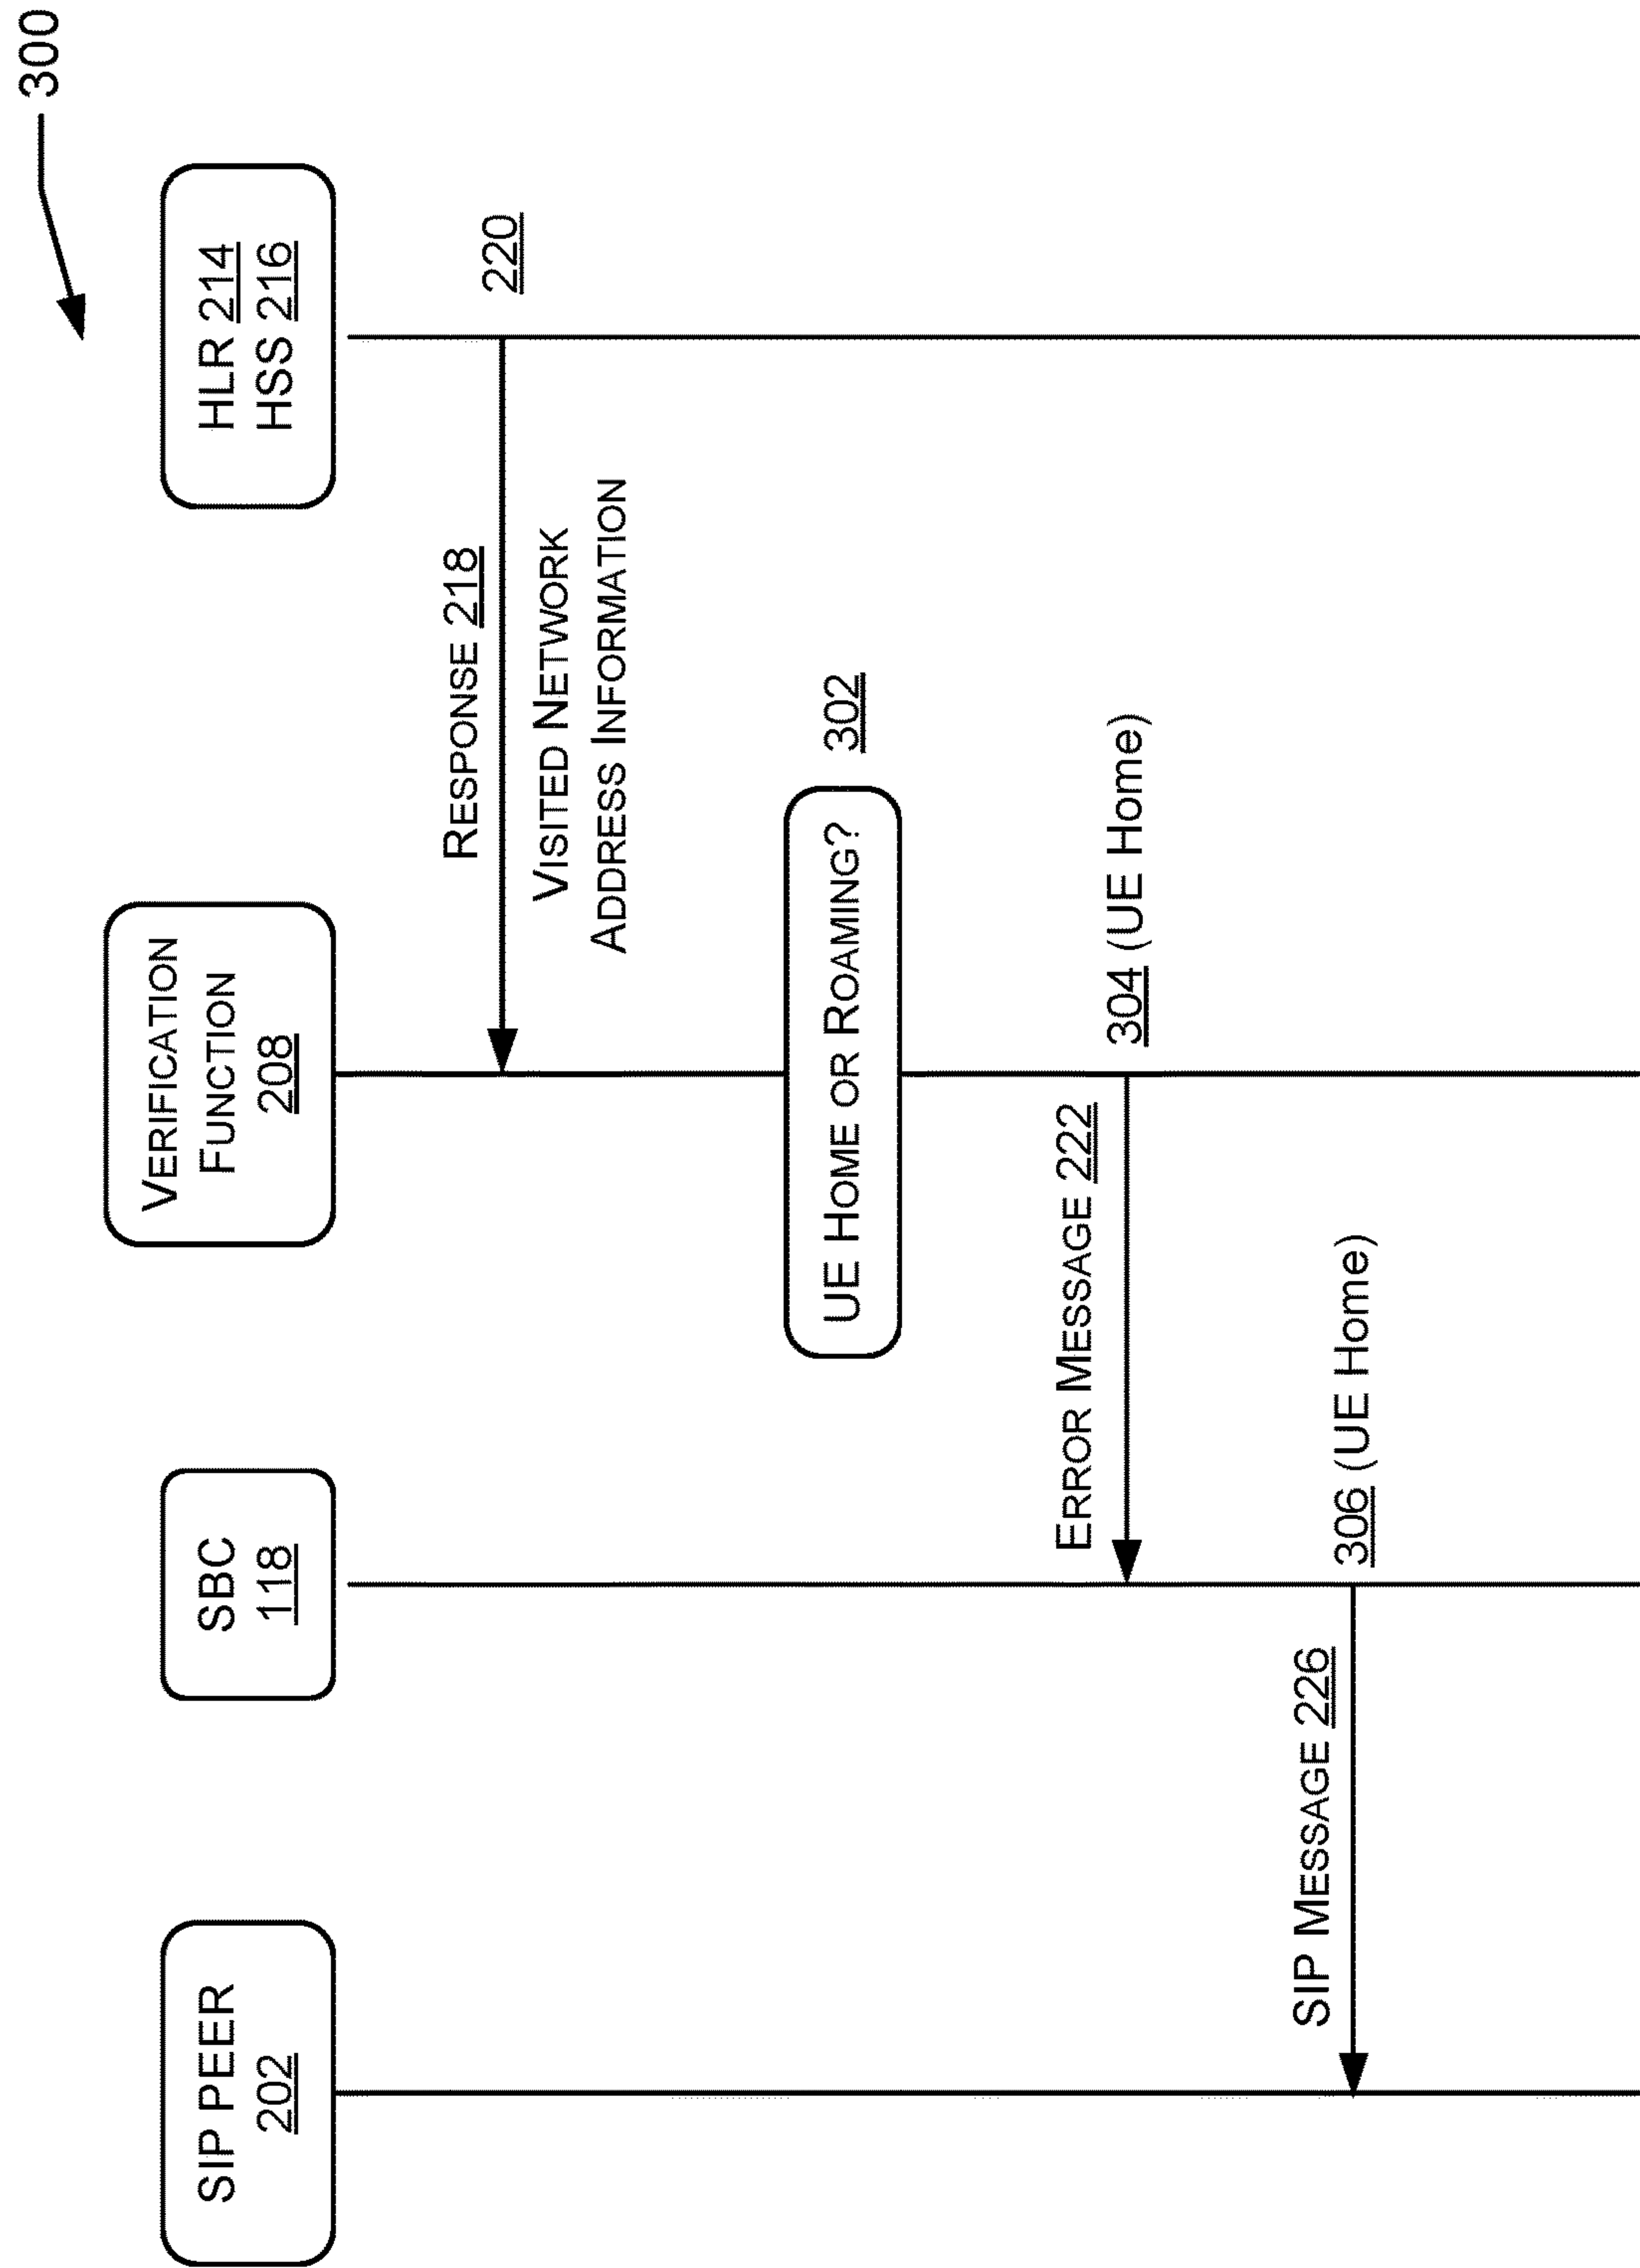 300
SIP PEER
202
SBC
118
VERIFICATION
FUNCTION
208
HLR 214
HSS 216
RESPONSE 218
220
VISITED NETWORK
ADDRESS INFORMATION
UE HOME OR ROAMING?
302
ERROR MESSAGE 222
304 (UE Home)
SIP MESSAGE 226
306 (UE Home)